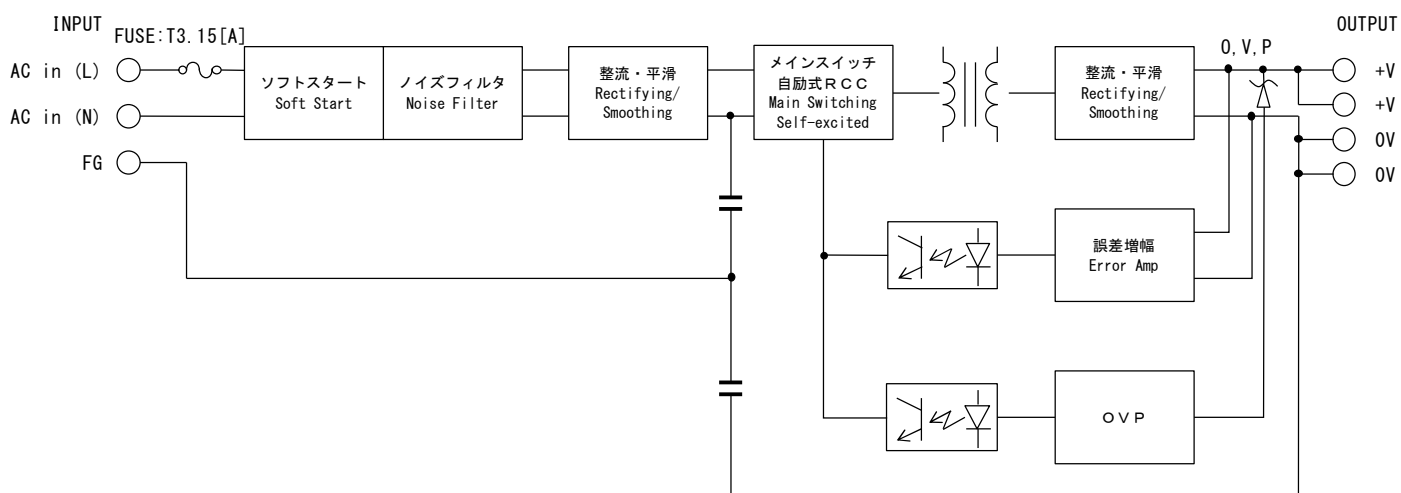 INPUT
FUSE:T3.15[A]
AC in (L)
AC in (N)
FG
ソフトスタート
Soft Start
ノイズフィルタ
Noise Filter
整流・平滑
Rectifying/
Smoothing
メインスイッチ
自励式RCC
Main Switching
Self-excited
整流・平滑
Rectifying/
Smoothing
O,V,P
OUTPUT
+V
+V
0V
0V
誤差増幅
Error Amp
OVP